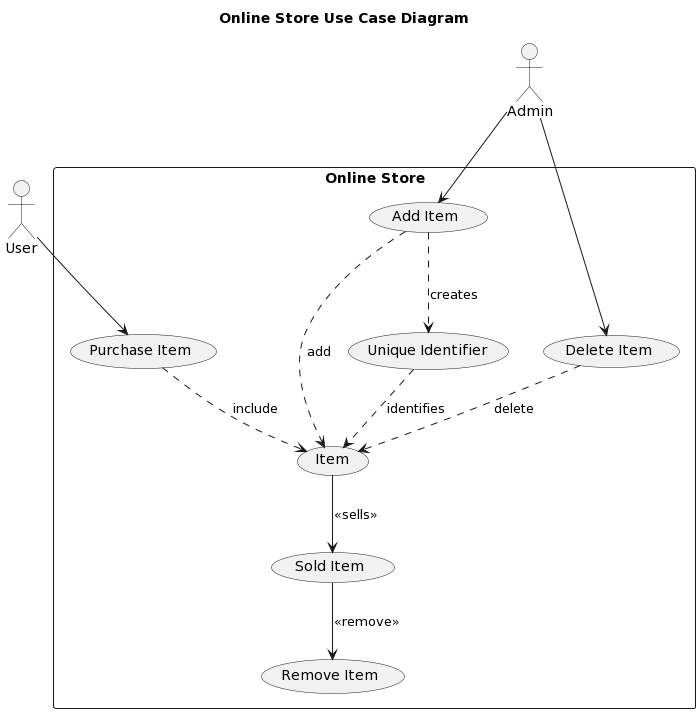 Online Store Use Case Diagram
Admin
Online Store
User
Add Item
creates
Purchase Item
add
Unique Identifier
Delete Item
include
identifies
delete
Item
«sells»
Sold Item
«remove»
Remove Item